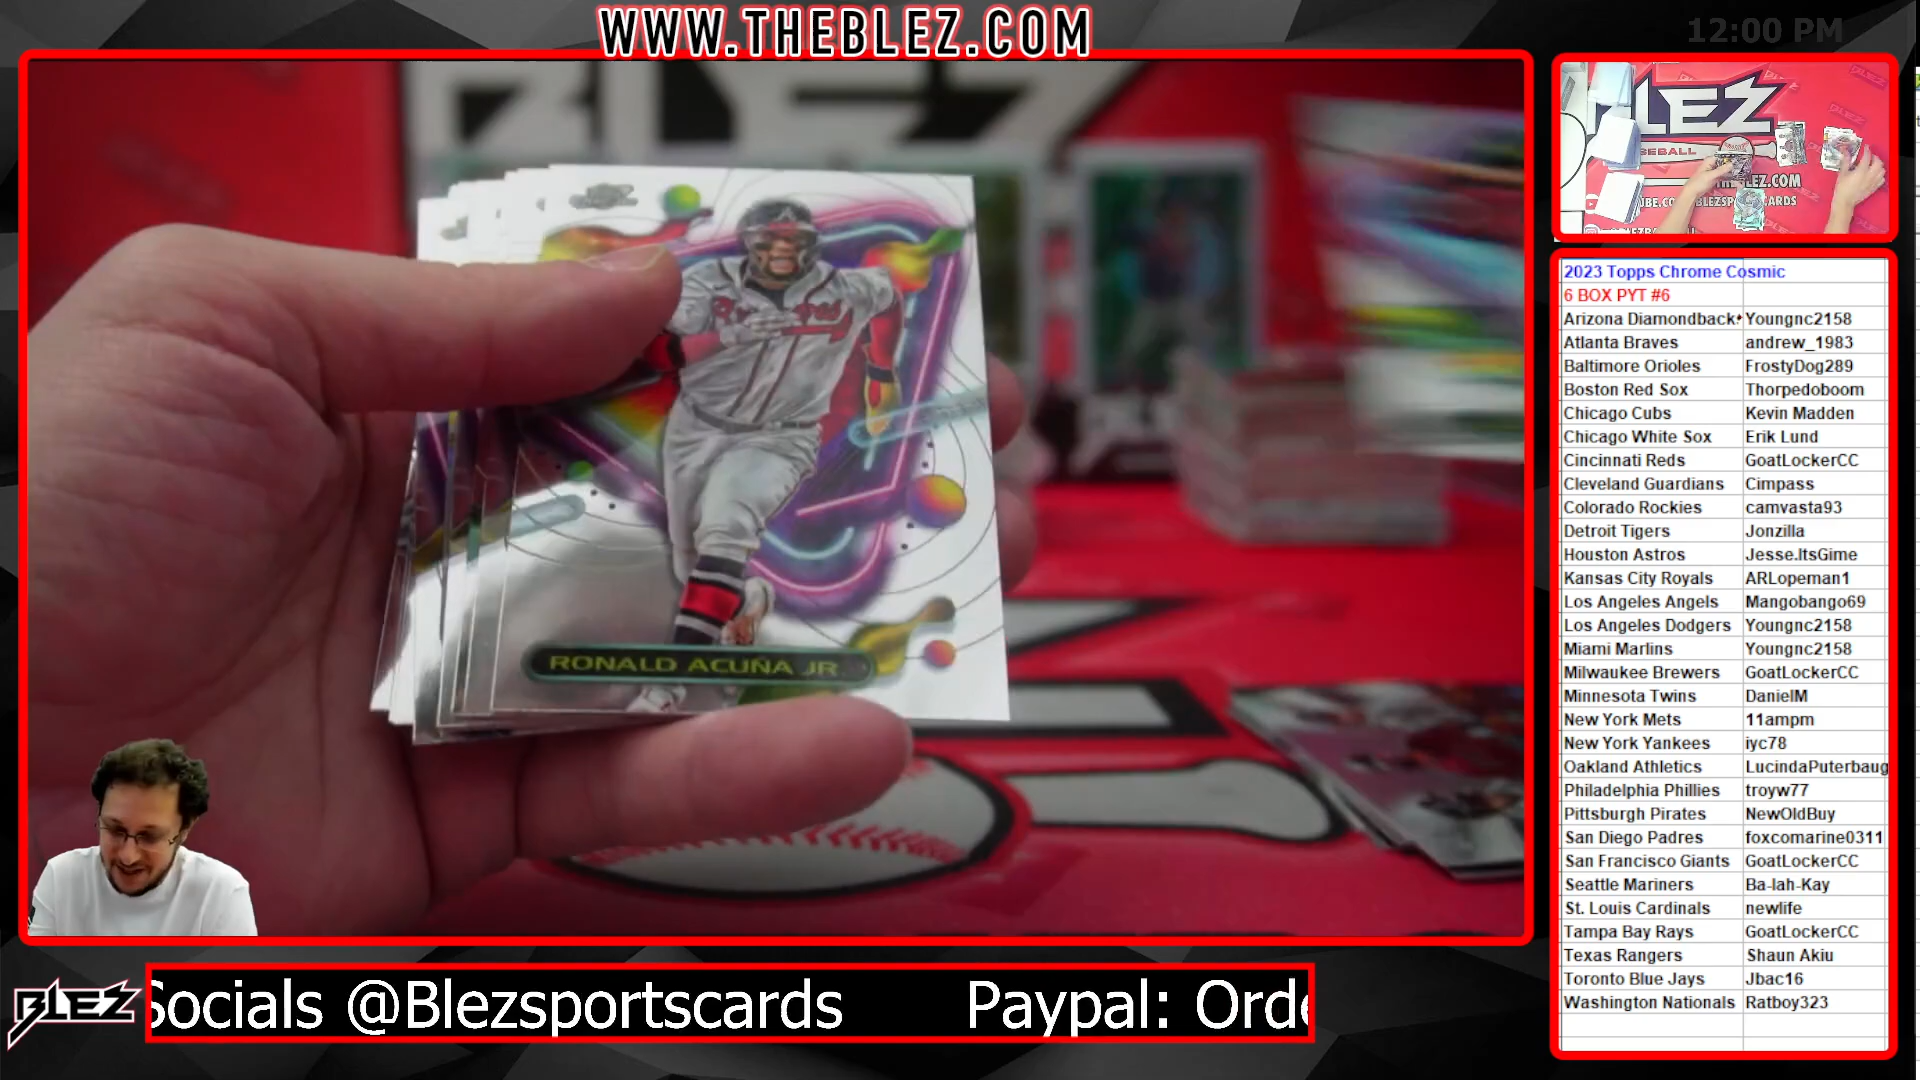 WWW.THEBLEZ.COM
12:00 PM
BLEZ
RONALD ACUÑA JR
LEZ
SEBALL
2023 Topps Chrome Cosmic
6 BOX PYT #6
Arizona Diamondback Youngnc2158
Atlanta Braves andrew_1983
Baltimore Orioles FrostyDog289
Boston Red Sox Thorpedoboom
Chicago Cubs Kevin Madden
Chicago White Sox Erik Lund
Cincinnati Reds GoatLockerCC
Cleveland Guardians Cimpass
Colorado Rockies camvasta93
Detroit Tigers Jonzilla
Houston Astros Jesse.ItsGime
Kansas City Royals ARLopeman1
Los Angeles Angels Mangobango69
Los Angeles Dodgers Youngnc2158
Miami Marlins Youngnc2158
Milwaukee Brewers GoatLockerCC
Minnesota Twins DanielM
New York Mets 11ampm
New York Yankees iyc78
Oakland Athletics LucindaPuterbaug
Philadelphia Phillies troyw77
Pittsburgh Pirates NewOldBuy
San Diego Padres foxcomarine0311
San Francisco Giants GoatLockerCC
Seattle Mariners Ba-lah-Kay
St. Louis Cardinals newlife
Tampa Bay Rays GoatLockerCC
Texas Rangers Shaun Akiu
Toronto Blue Jays Jbac16
Washington Nationals Ratboy323
BLEZ
Socials @Blezsportscards Paypal: Orde